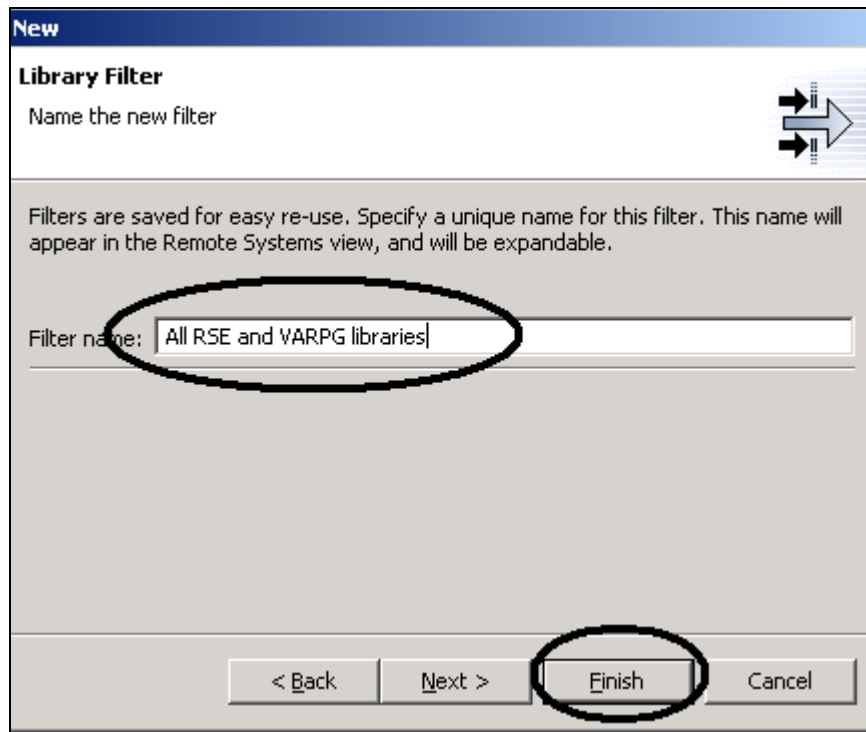 New
Library Filter
Name the new filter
Filters are saved for easy re-use. Specify a unique name for this filter. This name will
appear in the Remote Systems view, and will be expandable.
Filter name: All RSE and VARPG libraries
< Back Next > Finish Cancel